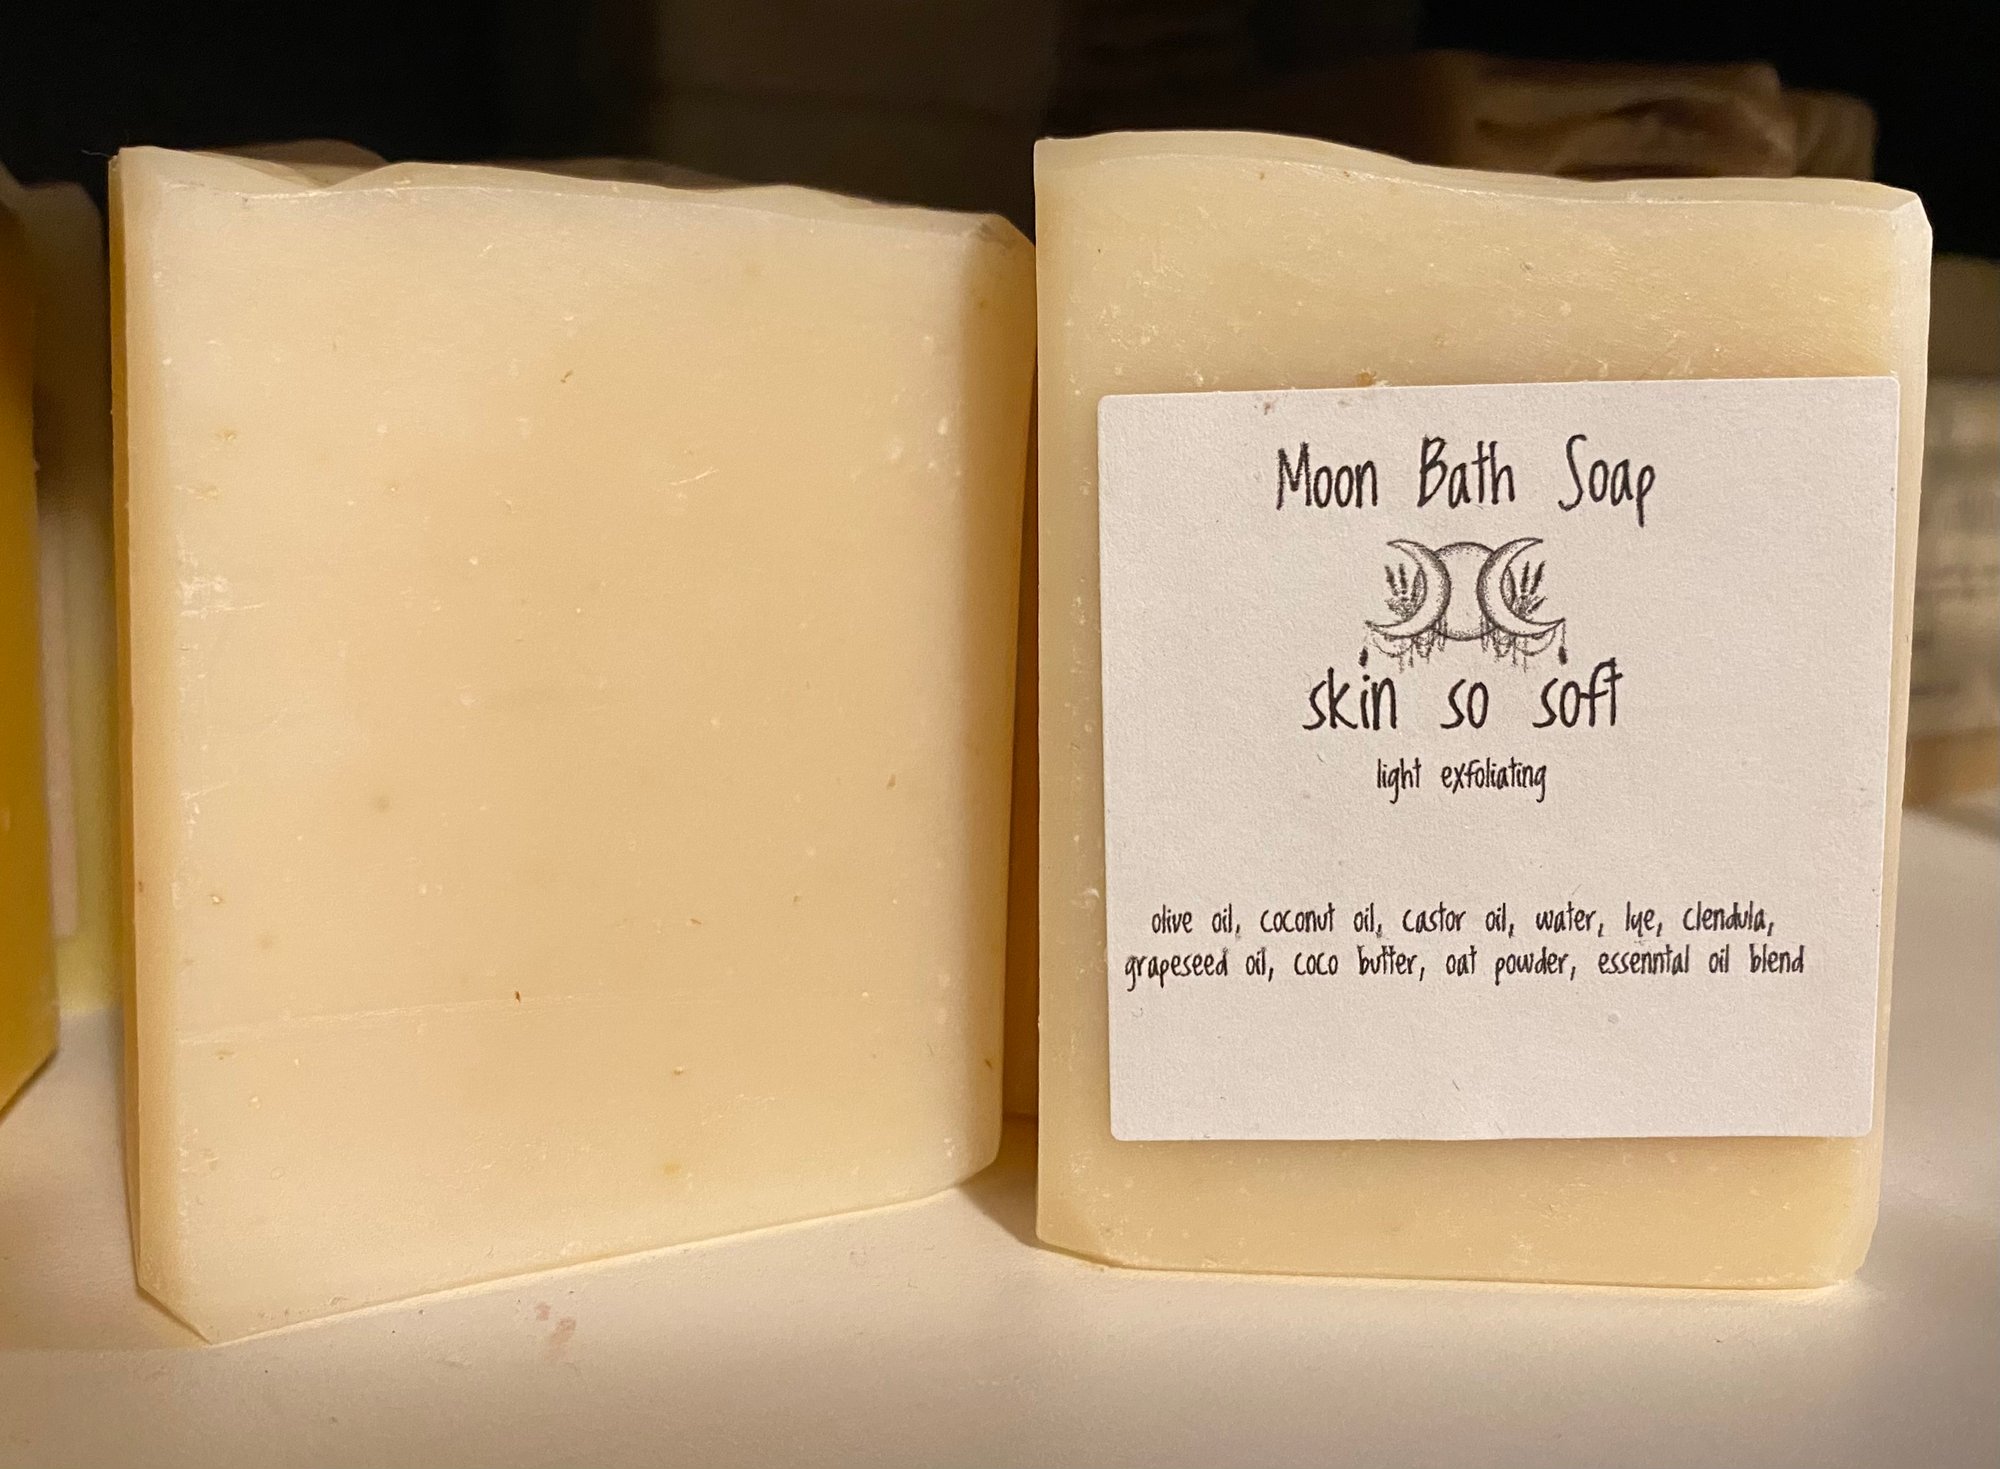 Moon Bath Soap
skin so soft
light exfoliating
olive oil, coconut oil, castor oil, water, lye, clendula,
grapeseed oil, coco butter, oat powder, essenntal oil blend